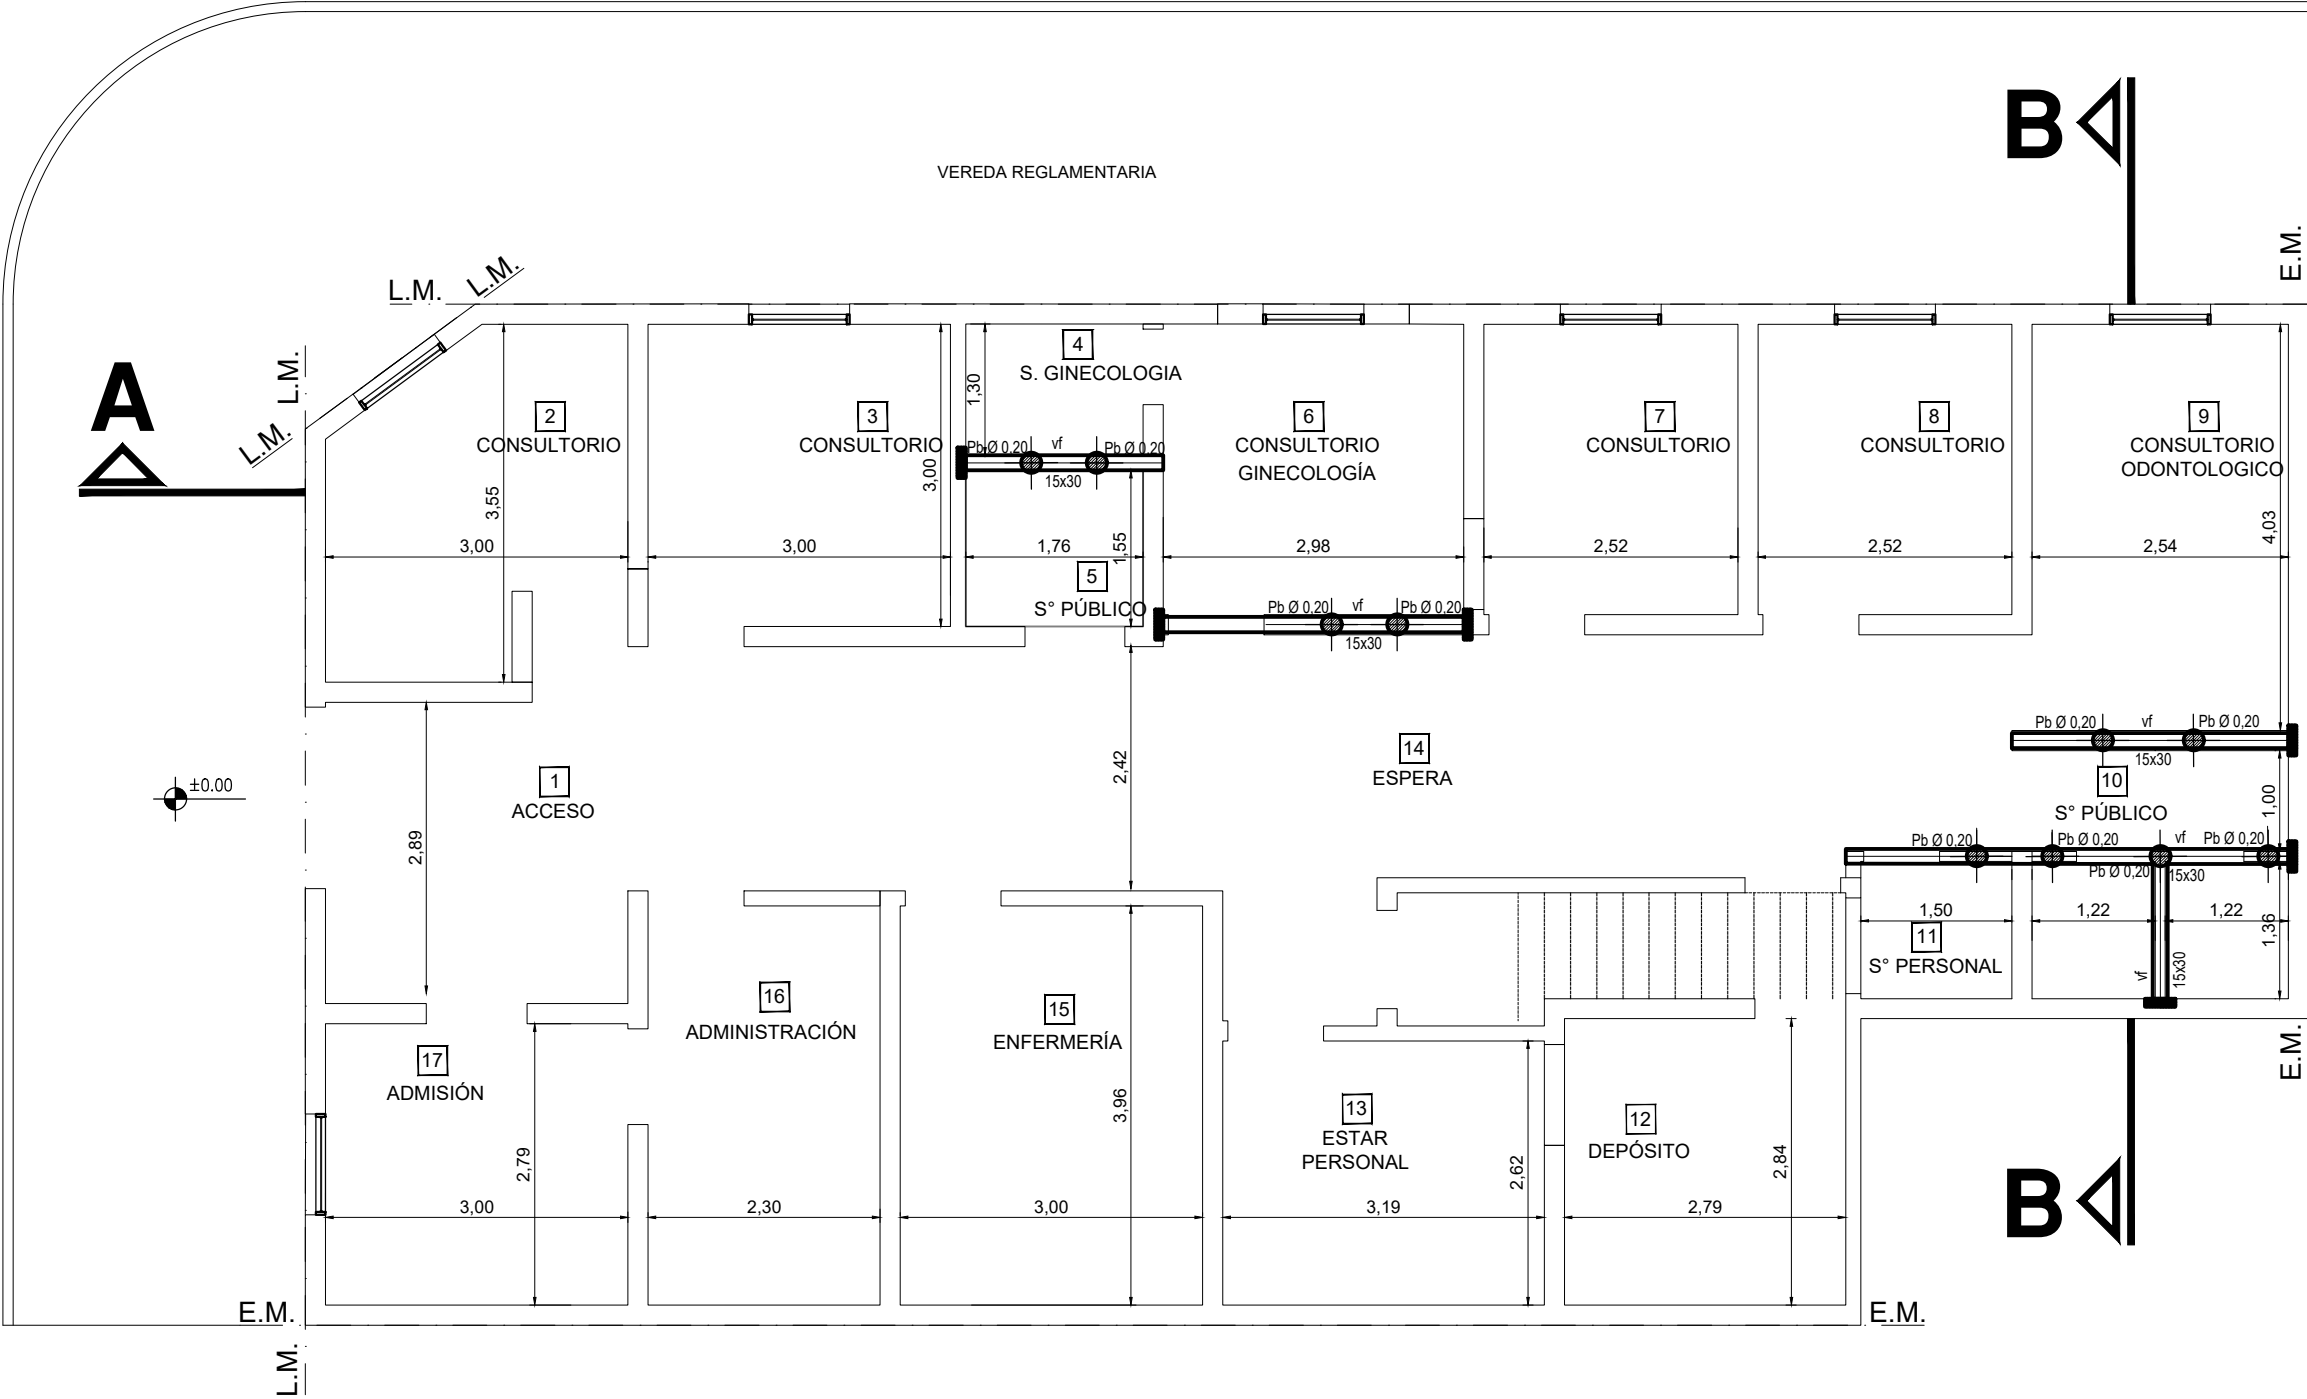 B
VEREDA REGLAMENTARIA
E.M.
L.M.
L.M.
L.M.
L.M.
A
4
S. GINECOLOGIA
1,30
2
CONSULTORIO
3
CONSULTORIO
6
CONSULTORIO
GINECOLOGÍA
7
CONSULTORIO
8
CONSULTORIO
9
CONSULTORIO
ODONTOLOGICO
Pb Ø 0,20
vf
Pb Ø 0,20
15x30
3,55
3,00
1,55
4,03
3,00
3,00
1,76
2,98
2,52
2,52
2,54
5
S° PÚBLICO
Pb Ø 0,20
vf
Pb Ø 0,20
15x30
Pb Ø 0,20
vf
Pb Ø 0,20
15x30
10
S° PÚBLICO
1,00
±0.00
1
ACCESO
2,89
2,42
14
ESPERA
Pb Ø 0,20
Pb Ø 0,20
vf
Pb Ø 0,20
Pb Ø 0,20
15x30
1,50
1,22
1,22
1,36
11
S° PERSONAL
vf
15x30
16
ADMINISTRACIÓN
15
ENFERMERÍA
17
ADMISIÓN
13
ESTAR
PERSONAL
12
DEPÓSITO
E.M.
2,79
3,96
2,62
2,84
3,00
2,30
3,00
3,19
2,79
B
E.M.
E.M.
L.M.